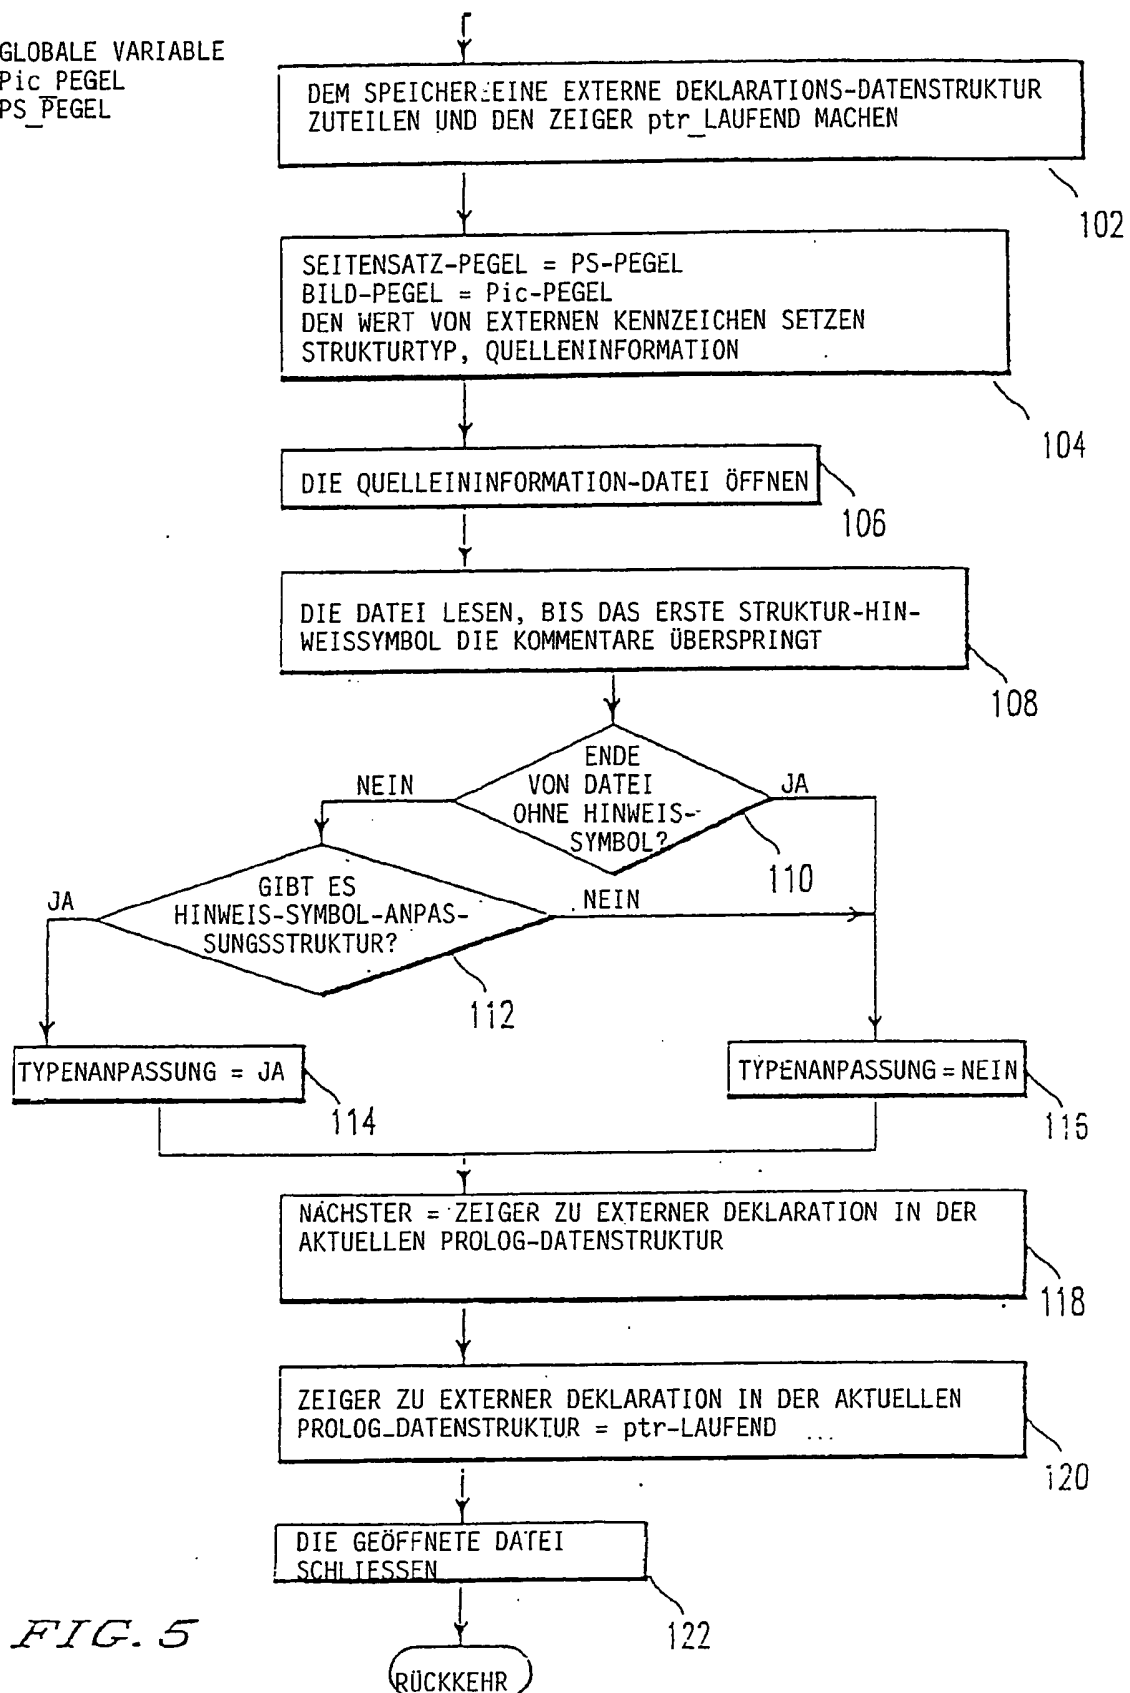 GLOBALE VARIABLE
Pic_PEGEL
PS_PEGEL
DEM SPEICHER EINE EXTERNE DEKLARATIONS-DATENSTRUKTUR
ZUTEILEN UND DEN ZEIGER ptr_LAUFEND MACHEN
102
SEITENSATZ-PEGEL = PS-PEGEL
BILD-PEGEL = Pic-PEGEL
DEN WERT VON EXTERNEN KENNZEICHEN SETZEN
STRUKTURTYP, QUELLENINFORMATION
104
DIE QUELLEININFORMATION-DATEI ÖFFNEN
106
DIE DATEI LESEN, BIS DAS ERSTE STRUKTUR-HIN-
WEISSYMBOL DIE KOMMENTARE ÜBERSPRINGT
108
ENDE
VON DATEI
OHNE HINWEIS-
SYMBOL?
NEIN
JA
110
GIBT ES
HINWEIS-SYMBOL-ANPAS-
SUNGSSTRUKTUR?
JA
NEIN
112
TYPENANPASSUNG = JA
114
TYPENANPASSUNG = NEIN
116
NÄCHSTER = ZEIGER ZU EXTERNER DEKLARATION IN DER
AKTUELLEN PROLOG-DATENSTRUKTUR
118
ZEIGER ZU EXTERNER DEKLARATION IN DER AKTUELLEN
PROLOG_DATENSTRUKTUR = ptr-LAUFEND ...
120
DIE GEÖFFNETE DATEI
SCHLIESSEN
122
RÜCKKEHR
FIG. 5